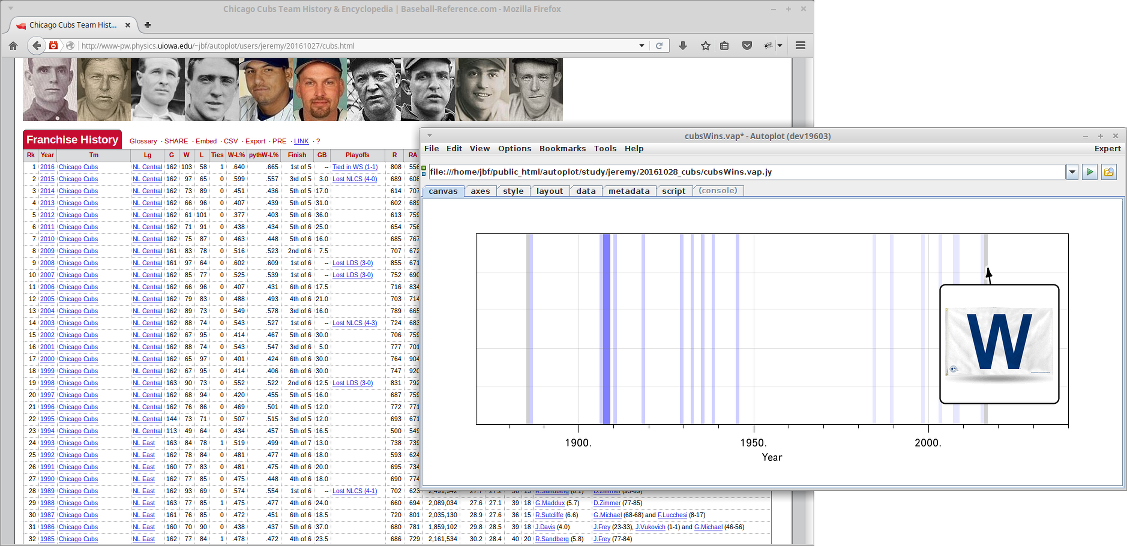 Chicago Cubs Team History & Encyclopedia | Baseball-Reference.com - Mozilla Firefox
Chicago Cubs Team Hist...
http://www-pw.physics.uiowa.edu/~jbf/autoplot/users/jeremy/20161027/cubs.html
Franchise History Glossary · SHARE · Embed · CSV · Export · PRE · LINK · ?
Rk Year Tm Lg G W L Ties W-L% pythW-L% Finish GB Playoffs R RA
1 2016 Chicago Cubs NL Central 162 103 58 1 .640 .665 1st of 5 -- Tied in WS (1-1) 808 556
2 2015 Chicago Cubs NL Central 162 97 65 0 .599 .557 3rd of 5 3.0 Lost NLCS (4-0) 689 608
3 2014 Chicago Cubs NL Central 162 73 89 0 .451 .436 5th of 5 17.0 614 707
4 2013 Chicago Cubs NL Central 162 66 96 0 .407 .439 5th of 5 31.0 602 689
5 2012 Chicago Cubs NL Central 162 61 101 0 .377 .403 5th of 6 36.0 613 759
6 2011 Chicago Cubs NL Central 162 71 91 0 .438 .434 5th of 6 25.0 654 756
7 2010 Chicago Cubs NL Central 162 75 87 0 .463 .448 5th of 6 16.0 685 767
8 2009 Chicago Cubs NL Central 161 83 78 0 .516 .523 2nd of 6 7.5 707 672
9 2008 Chicago Cubs NL Central 161 97 64 0 .602 .609 1st of 6 -- Lost LDS (3-0) 855 671
10 2007 Chicago Cubs NL Central 162 85 77 0 .525 .539 1st of 6 -- Lost LDS (3-0) 752 690
11 2006 Chicago Cubs NL Central 162 66 96 0 .407 .431 6th of 6 17.5 716 834
12 2005 Chicago Cubs NL Central 162 79 83 0 .488 .493 4th of 6 21.0 703 714
13 2004 Chicago Cubs NL Central 162 89 73 0 .549 .578 3rd of 6 16.0 789 665
14 2003 Chicago Cubs NL Central 162 88 74 0 .543 .527 1st of 6 -- Lost NLCS (4-3) 724 683
15 2002 Chicago Cubs NL Central 162 67 95 0 .414 .467 5th of 6 30.0 706 759
16 2001 Chicago Cubs NL Central 162 88 74 0 .543 .547 3rd of 6 5.0 777 701
17 2000 Chicago Cubs NL Central 162 65 97 0 .401 .424 6th of 6 30.0 764 904
18 1999 Chicago Cubs NL Central 162 67 95 0 .414 .406 6th of 6 30.0 747 920
19 1998 Chicago Cubs NL Central 163 90 73 0 .552 .522 2nd of 6 12.5 Lost LDS (3-0) 831 792
20 1997 Chicago Cubs NL Central 162 68 94 0 .420 .455 5th of 5 16.0 687 759
21 1996 Chicago Cubs NL Central 162 76 86 0 .469 .501 4th of 5 12.0 772 771
22 1995 Chicago Cubs NL Central 144 73 71 0 .507 .515 3rd of 5 12.0 693 671
23 1994 Chicago Cubs NL Central 113 49 64 0 .434 .457 5th of 5 16.5 500 549
24 1993 Chicago Cubs NL East 163 84 78 1 .519 .499 4th of 7 13.0 738 739
25 1992 Chicago Cubs NL East 162 78 84 0 .481 .477 4th of 6 18.0 593 624
26 1991 Chicago Cubs NL East 160 77 83 0 .481 .475 4th of 6 20.0 695 734
27 1990 Chicago Cubs NL East 162 77 85 0 .475 .448 4th of 6 18.0 690 774
28 1989 Chicago Cubs NL East 162 93 69 0 .574 .554 1st of 6 -- Lost NLCS (4-1) 702 623
29 1988 Chicago Cubs NL East 163 77 85 1 .475 .477 4th of 6 24.0 660 694 2,089,034 28.6 27.1 39 18 G.Maddux (5.7) D.Zimmer (77-85)
30 1987 Chicago Cubs NL East 161 76 85 0 .472 .451 6th of 6 18.5 720 801 2,035,130 28.9 27.6 36 15 R.Sutcliffe (6.6) G.Michael (68-68) and F.Lucchesi (8-17)
31 1986 Chicago Cubs NL East 160 70 90 0 .438 .437 5th of 6 37.0 680 781 1,859,102 29.8 28.5 39 18 J.Davis (4.0) J.Frey (23-33), J.Vukovich (1-1) and G.Michael (46-56)
32 1985 Chicago Cubs NL East 162 77 84 1 .478 .472 4th of 6 23.5 686 729 2,161,534 30.2 28.4 40 20 R.Sandberg (5.8) J.Frey (77-84)
cubsWins.vap* - Autoplot (dev19603)
File Edit View Options Bookmarks Tools Help Expert
file:///home/jbf/public_html/autoplot/study/jeremy/20161028_cubs/cubsWins.vap.jy
canvas axes style layout data metadata script (console)
W
1900. 1950. 2000.
Year